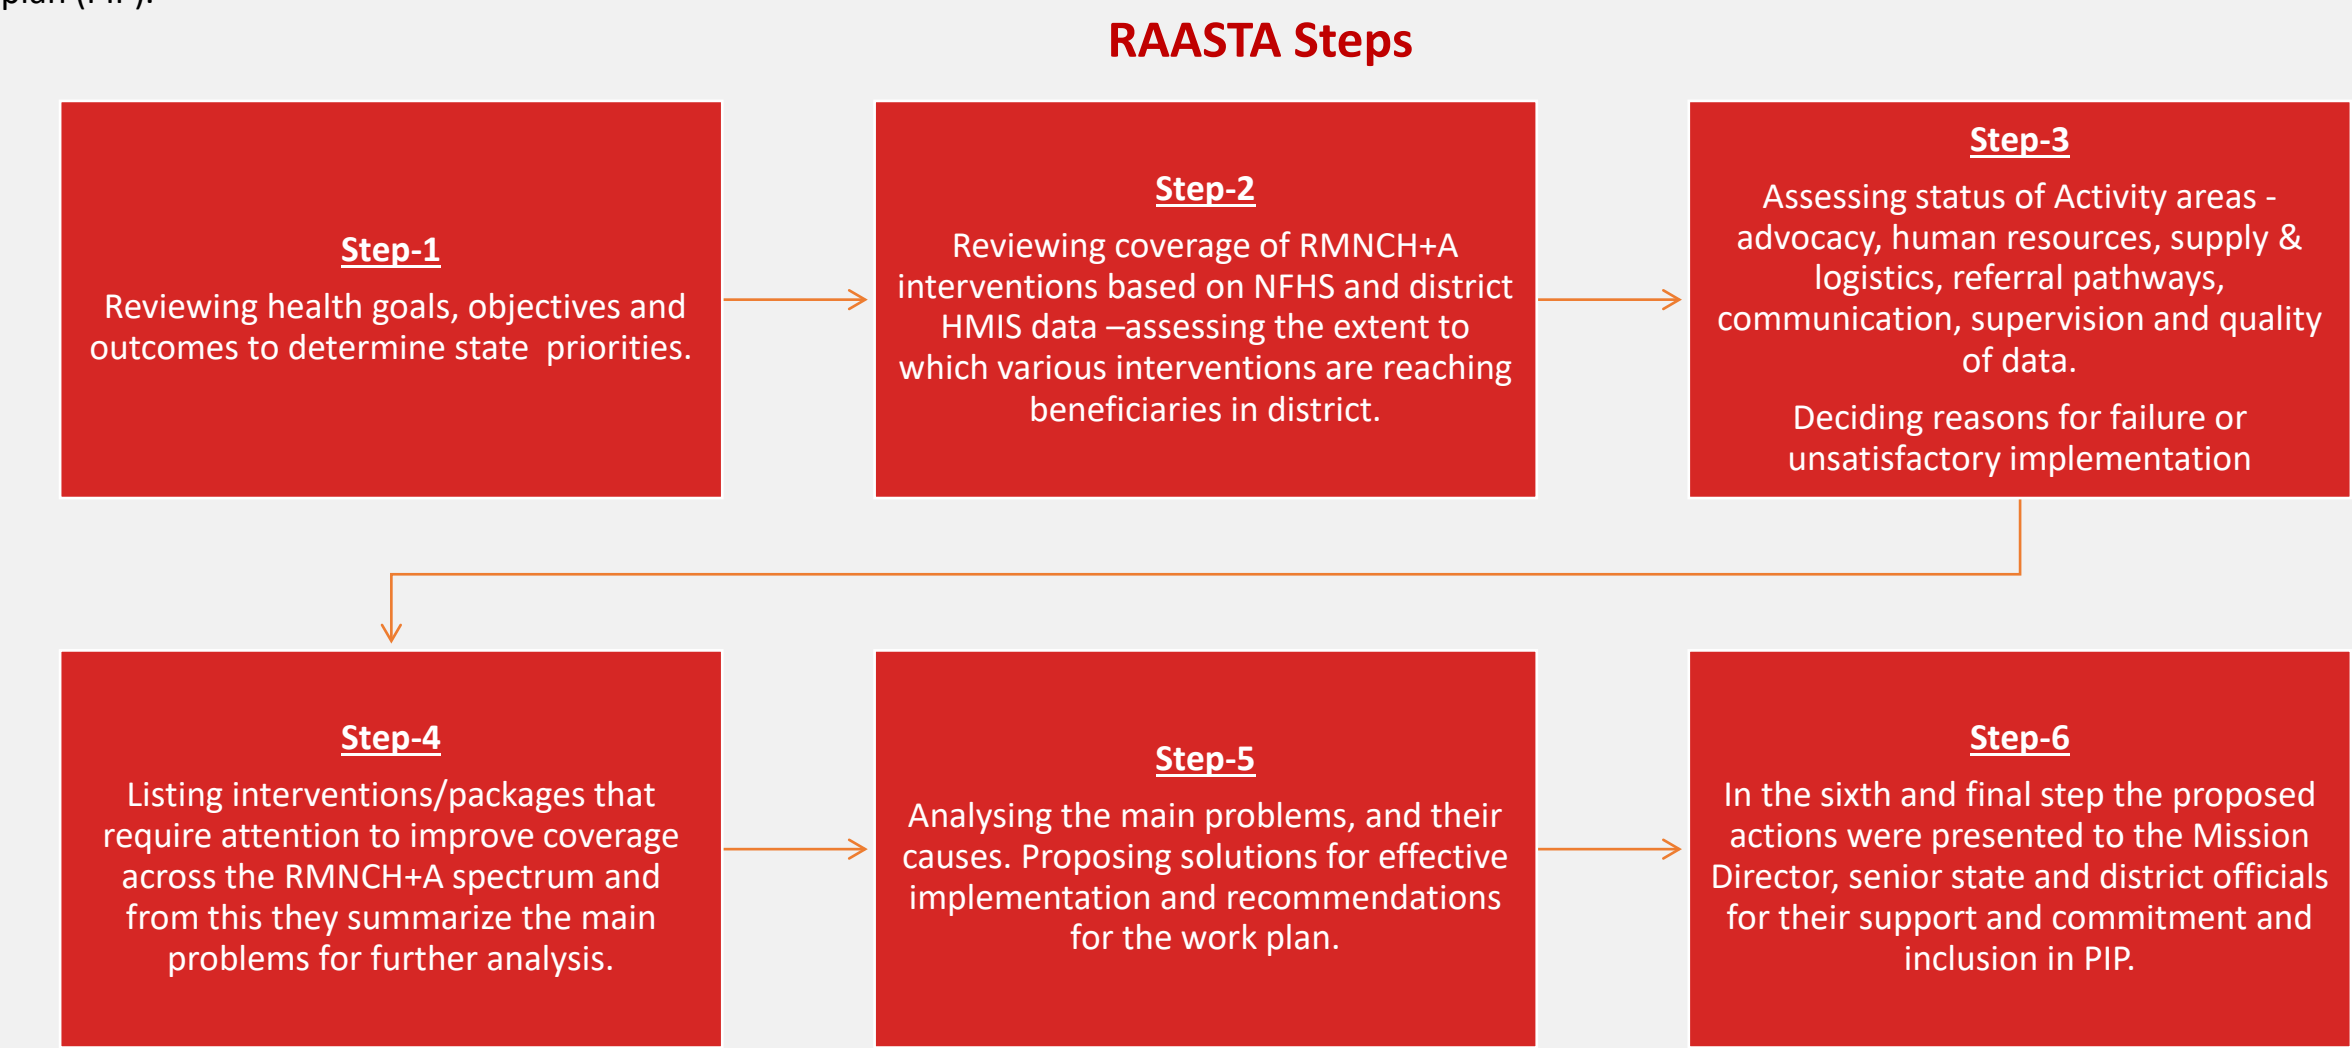 plan (PIP).
RAASTA Steps
Step-1
Reviewing health goals, objectives and
outcomes to determine state priorities.
Step-2
Reviewing coverage of RMNCH+A
interventions based on NFHS and district
HMIS data –assessing the extent to
which various interventions are reaching
beneficiaries in district.
Step-3
Assessing status of Activity areas -
advocacy, human resources, supply &
logistics, referral pathways,
communication, supervision and quality
of data.
Deciding reasons for failure or
unsatisfactory implementation
Step-4
Listing interventions/packages that
require attention to improve coverage
across the RMNCH+A spectrum and
from this they summarize the main
problems for further analysis.
Step-5
Analysing the main problems, and their
causes. Proposing solutions for effective
implementation and recommendations
for the work plan.
Step-6
In the sixth and final step the proposed
actions were presented to the Mission
Director, senior state and district officials
for their support and commitment and
inclusion in PIP.